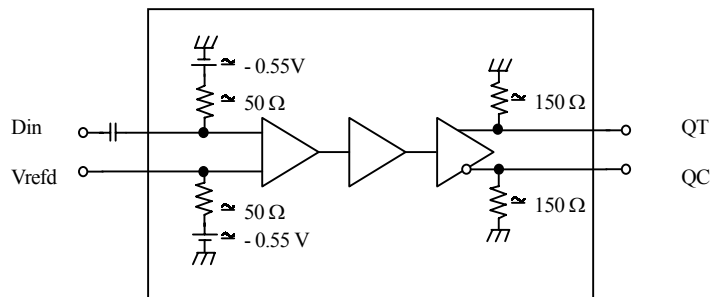 ≃ - 0.55V
≃ 50 Ω
≃ 150 Ω
Din
QT
Vrefd
QC
≃ 50 Ω
≃ 150 Ω
≃ - 0.55 V